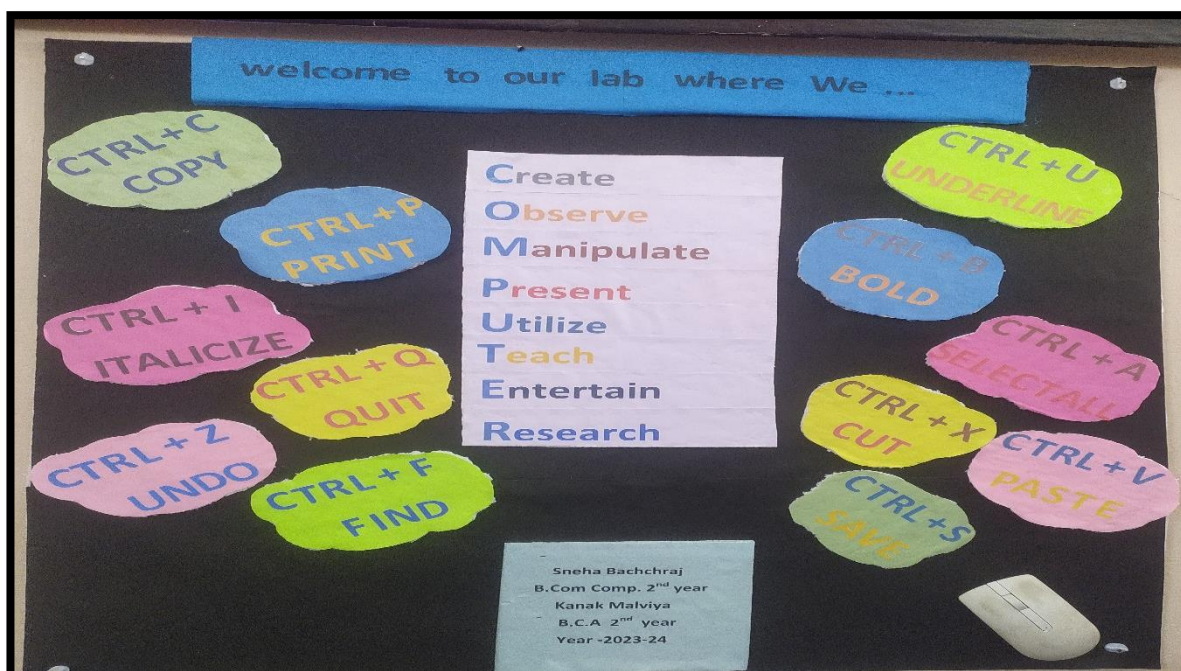 welcome to our lab where We ...
CTRL+C
COPY
CTRL+P
PRINT
CTRL+ I
ITALICIZE
CTRL+ Q
QUIT
CTRL+ Z
UNDO
CTRL+ F
FIND
Create
Observe
Manipulate
Present
Utilize
Teach
Entertain
Research
CTRL+U
UNDERLINE
CTRL+B
BOLD
CTRL+ A
SELECTALL
CTRL+X
CUT
CTRL+V
PASTE
CTRL+S
SAVE
Sneha Bachchraj
B.Com Comp. 2nd year
Kanak Malviya
B.C.A 2nd year
Year -2023-24